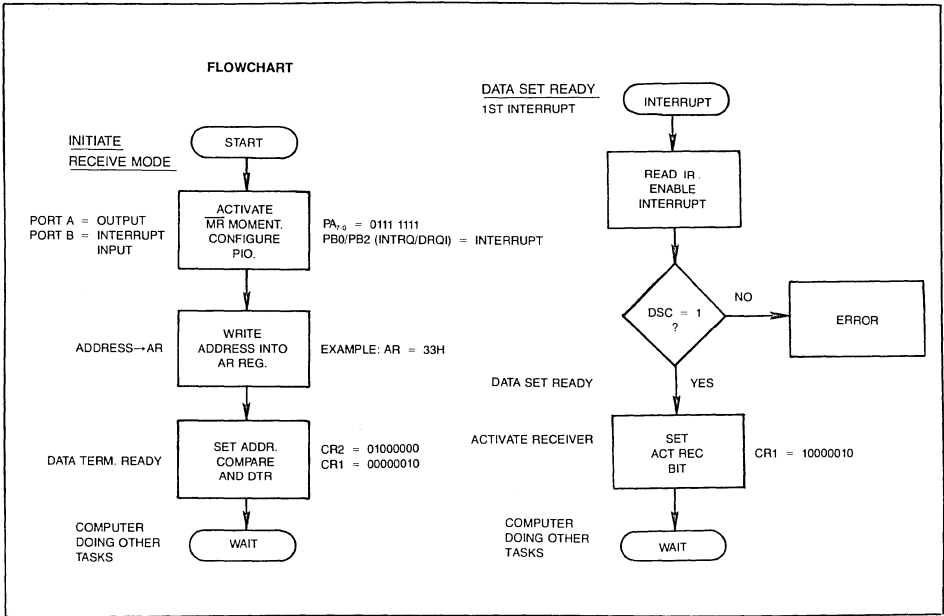 FLOWCHART
INITIATE
RECEIVE MODE
START
PORT A = OUTPUT
PORT B = INTERRUPT
INPUT
ACTIVATE
MR MOMENT.
CONFIGURE
PIO.
PA7-0 = 0111 1111
PB0/PB2 (INTRQ/DRQI) = INTERRUPT
ADDRESS→AR
WRITE
ADDRESS INTO
AR REG.
EXAMPLE: AR = 33H
DATA TERM. READY
SET ADDR.
COMPARE
AND DTR
CR2 = 01000000
CR1 = 00000010
COMPUTER
DOING OTHER
TASKS
WAIT
DATA SET READY
1ST INTERRUPT
INTERRUPT
READ IR.
ENABLE
INTERRUPT
DSC = 1
?
NO
ERROR
DATA SET READY
YES
ACTIVATE RECEIVER
SET
ACT REC
BIT
CR1 = 10000010
COMPUTER
DOING OTHER
TASKS
WAIT